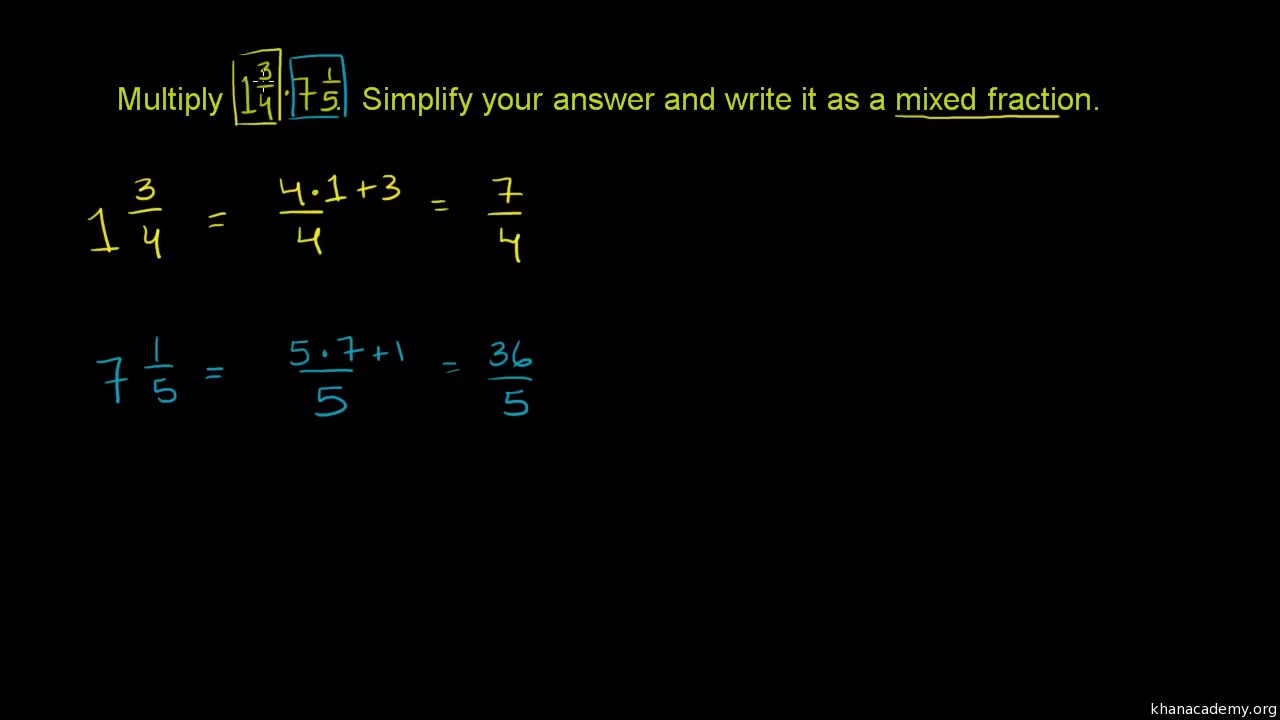 Multiply 1 3/4 · 7 1/5. Simplify your answer and write it as a mixed fraction.
1 3/4 = 4·1+3/4 = 7/4
7 1/5 = 5·7+1/5 = 36/5
khanacademy.org